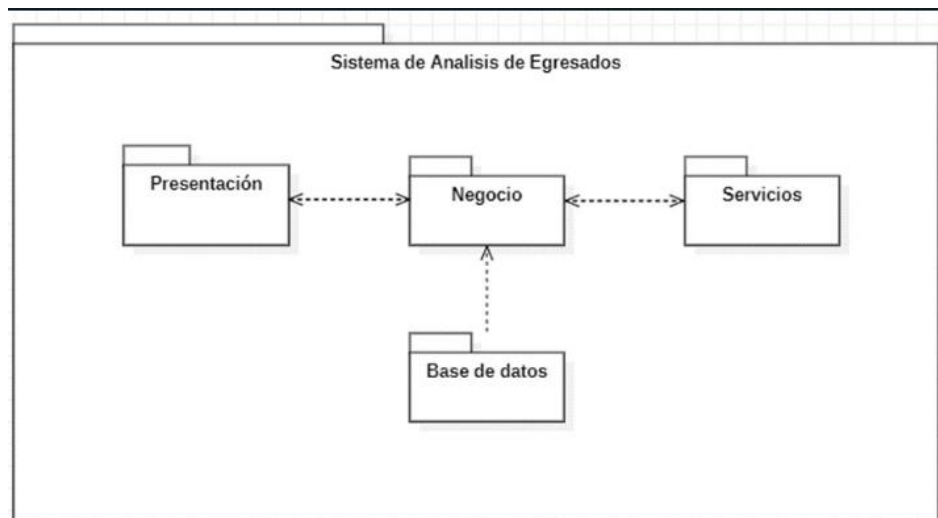 Sistema de Analisis de Egresados
Presentación
Negocio
Servicios
Base de datos